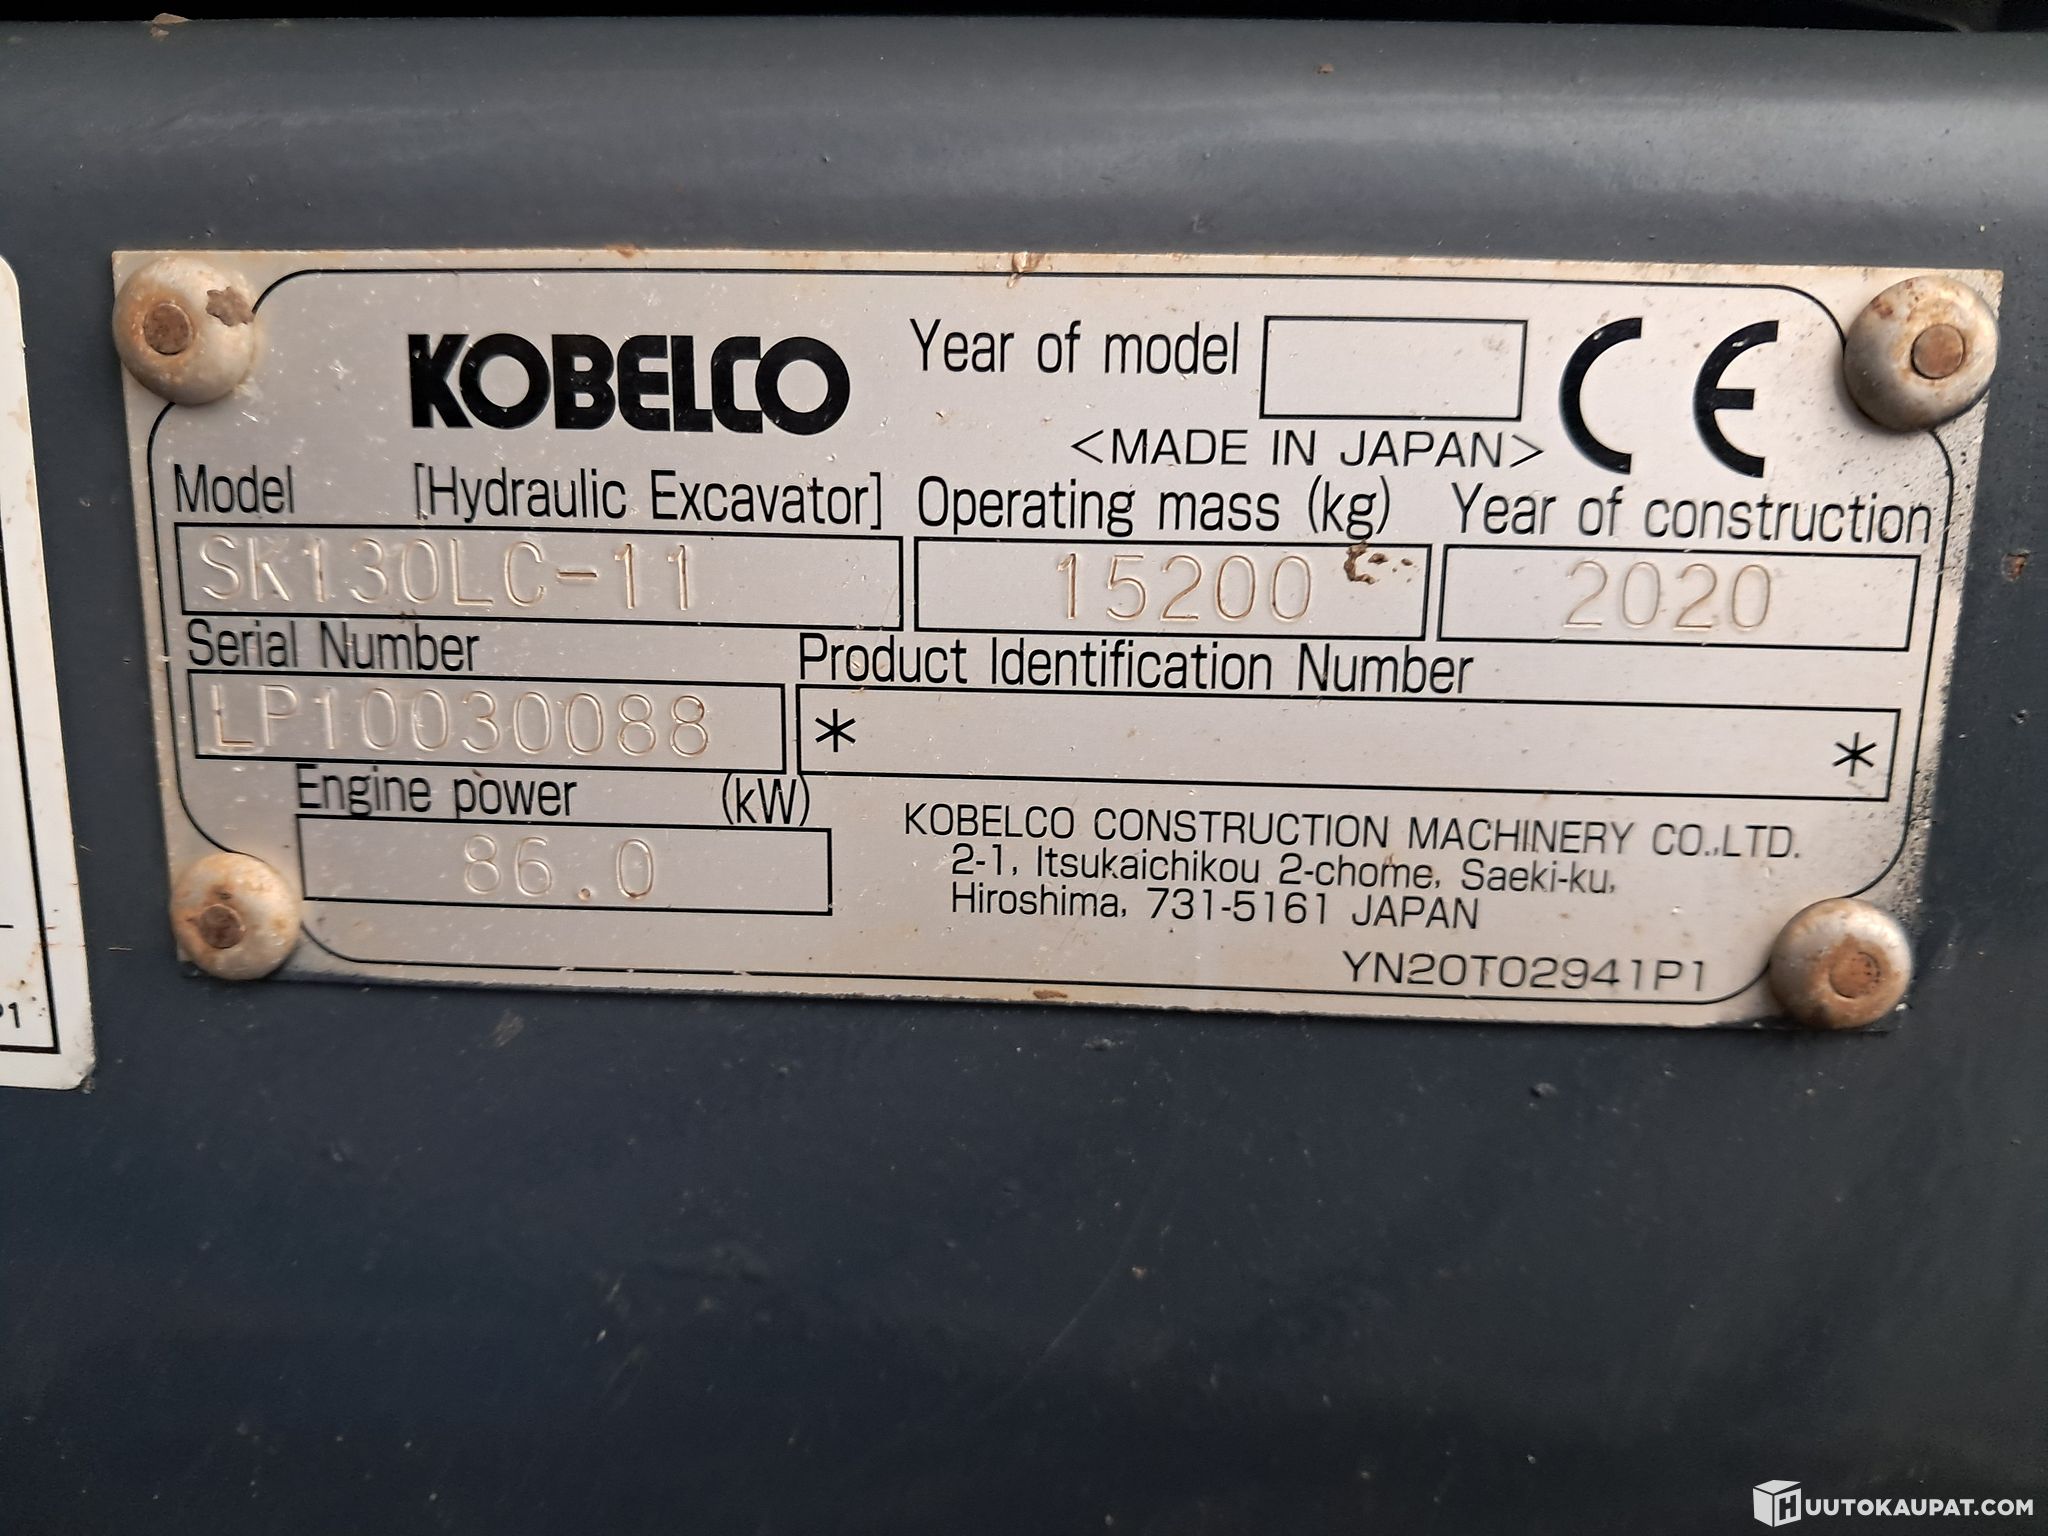 KOBELCO
Year of model
CE
<MADE IN JAPAN>
Model [Hydraulic Excavator] Operating mass (kg) Year of construction
SK130LC-11 15200 2020
Serial Number Product Identification Number
LP10030088 * *
Engine power (kW)
86.0
KOBELCO CONSTRUCTION MACHINERY CO.,LTD.
2-1, Itsukaichikou 2-chome, Saeki-ku,
Hiroshima, 731-5161 JAPAN
YN20T02941P1
P1
HUUTOKAUPAT.COM